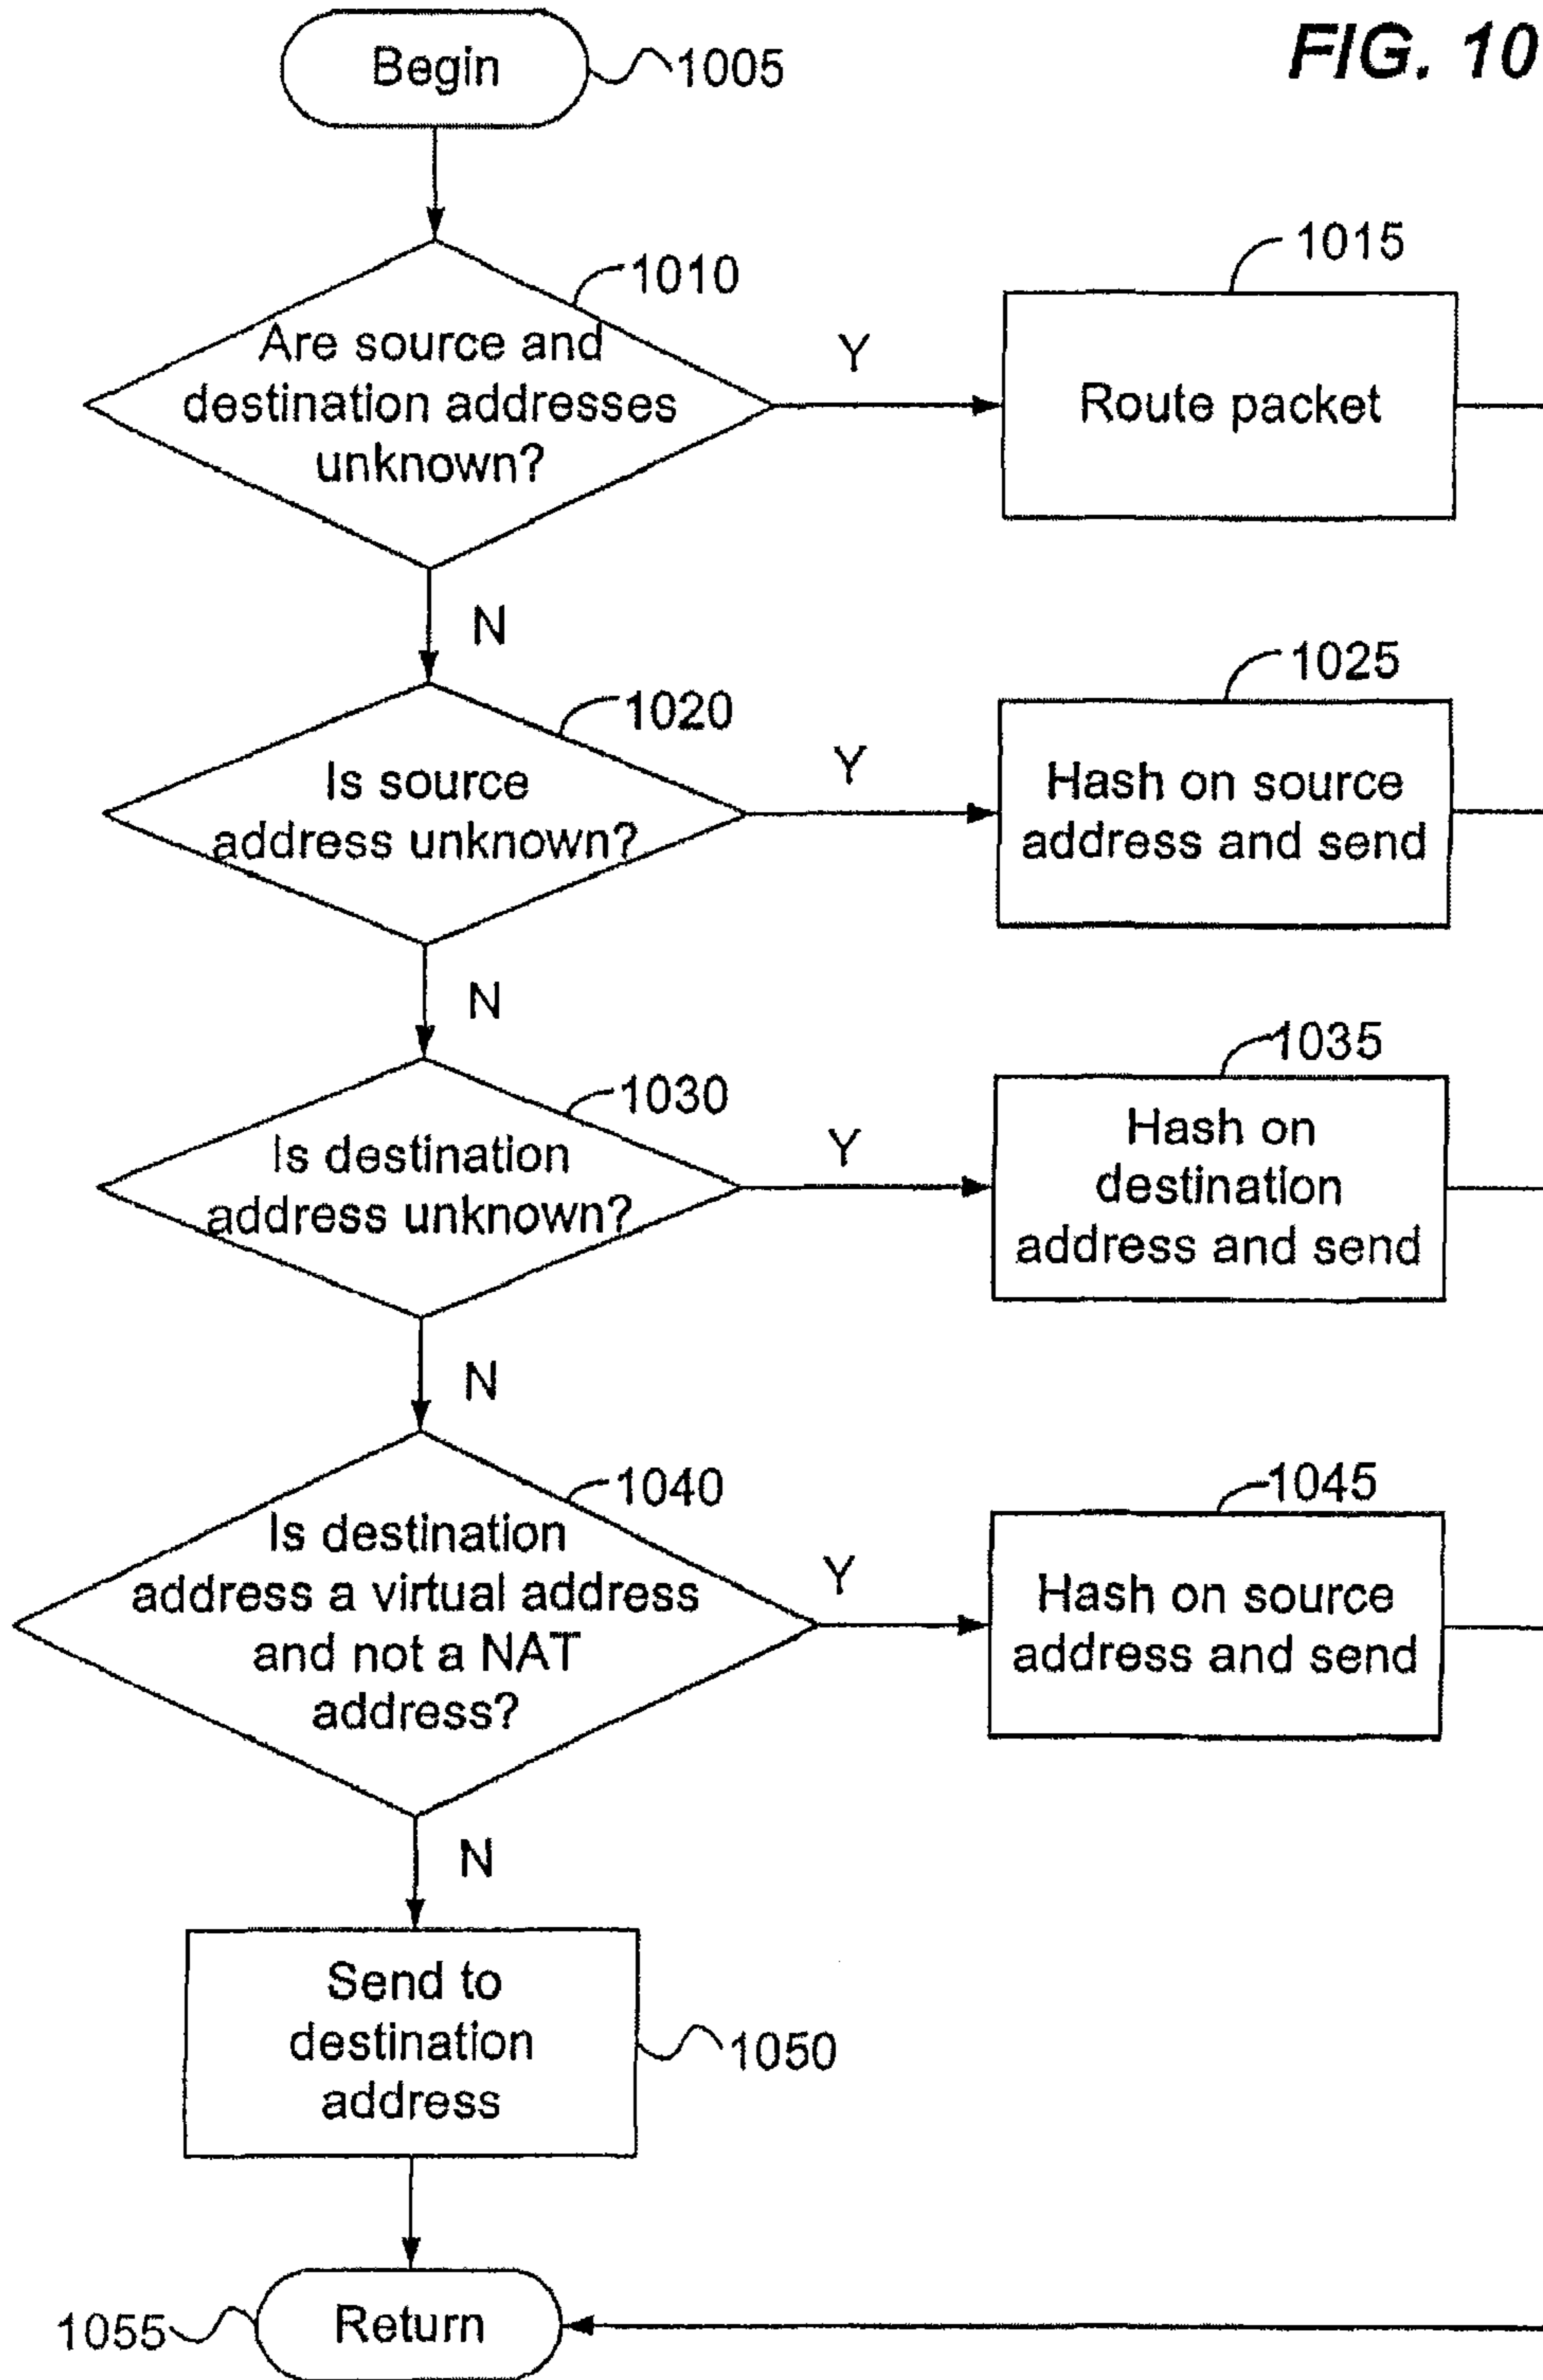 FIG. 10
Begin
1005
1010
Are source and
destination addresses
unknown?
Y
1015
Route packet
N
1020
Is source
address unknown?
Y
1025
Hash on source
address and send
N
1030
Is destination
address unknown?
Y
1035
Hash on
destination
address and send
N
1040
Is destination
address a virtual address
and not a NAT
address?
Y
1045
Hash on source
address and send
N
Send to
destination
address
1050
1055
Return